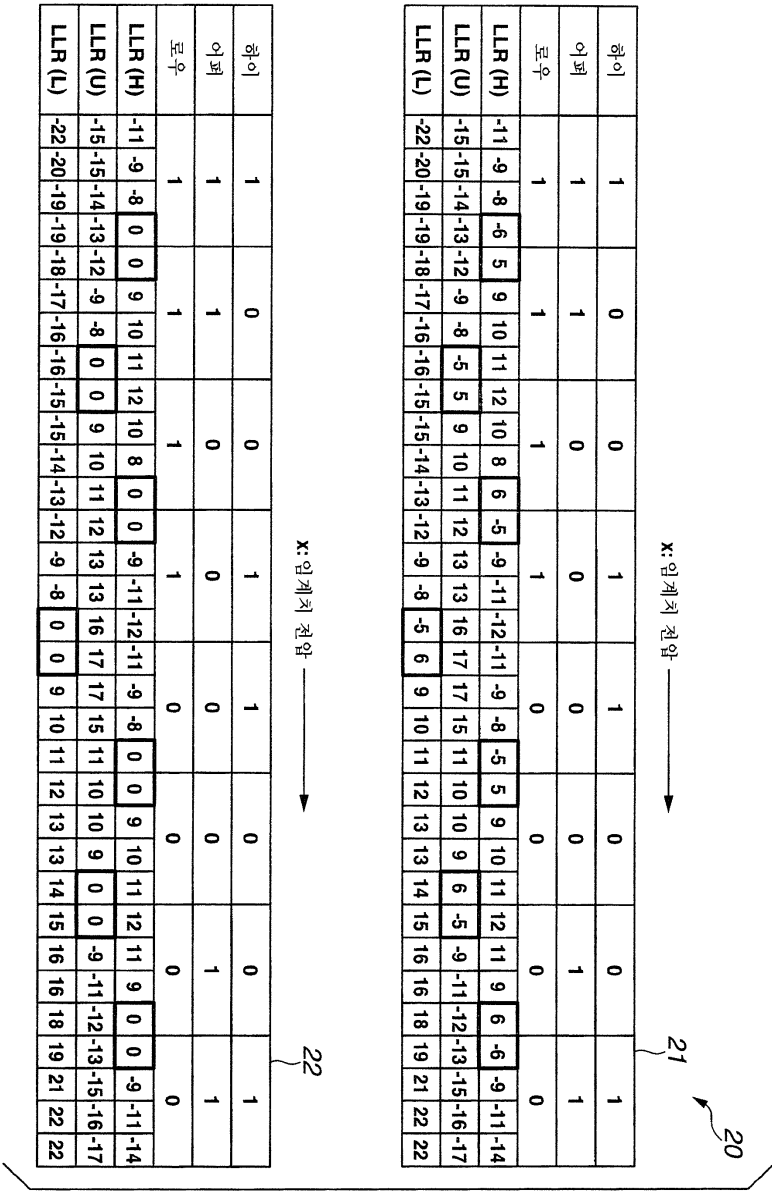 20
21
x: 임계치 전압
하이 1 0 0 1 1 0 0 1
어퍼 1 1 0 0 0 0 1 1
로우 1 1 1 1 0 0 0 0
LLR (H) -11 -9 -8 -6 5 9 10 11 12 10 8 6 -5 -9 -11 -12 -11 -9 -8 -5 5 9 10 11 12 11 9 6 -6 -9 -11 -14
LLR (U) -15 -15 -14 -13 -12 -9 -8 -5 5 9 10 11 12 13 13 16 17 17 15 11 10 10 9 6 -5 -9 -11 -12 -13 -15 -16 -17
LLR (L) -22 -20 -19 -19 -18 -17 -16 -16 -15 -15 -14 -13 -12 -9 -8 -5 6 9 10 11 12 13 13 14 15 16 16 18 19 21 22 22
22
x: 임계치 전압
하이 1 0 0 1 1 0 0 1
어퍼 1 1 0 0 0 0 1 1
로우 1 1 1 1 0 0 0 0
LLR (H) -11 -9 -8 0 0 9 10 11 12 10 8 0 0 -9 -11 -12 -11 -9 -8 0 0 9 10 11 12 11 9 0 0 -9 -11 -14
LLR (U) -15 -15 -14 -13 -12 -9 -8 0 0 9 10 11 12 13 13 16 17 17 15 11 10 10 9 0 0 -9 -11 -12 -13 -15 -16 -17
LLR (L) -22 -20 -19 -19 -18 -17 -16 -16 -15 -15 -14 -13 -12 -9 -8 0 0 9 10 11 12 13 13 14 15 16 16 18 19 21 22 22